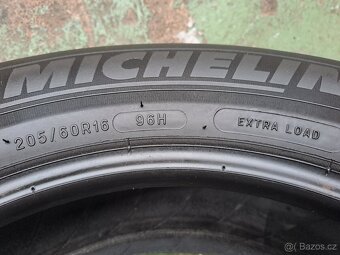 MICHELIN
205/60R16 96H EXTRA LOAD
Bazos.cz